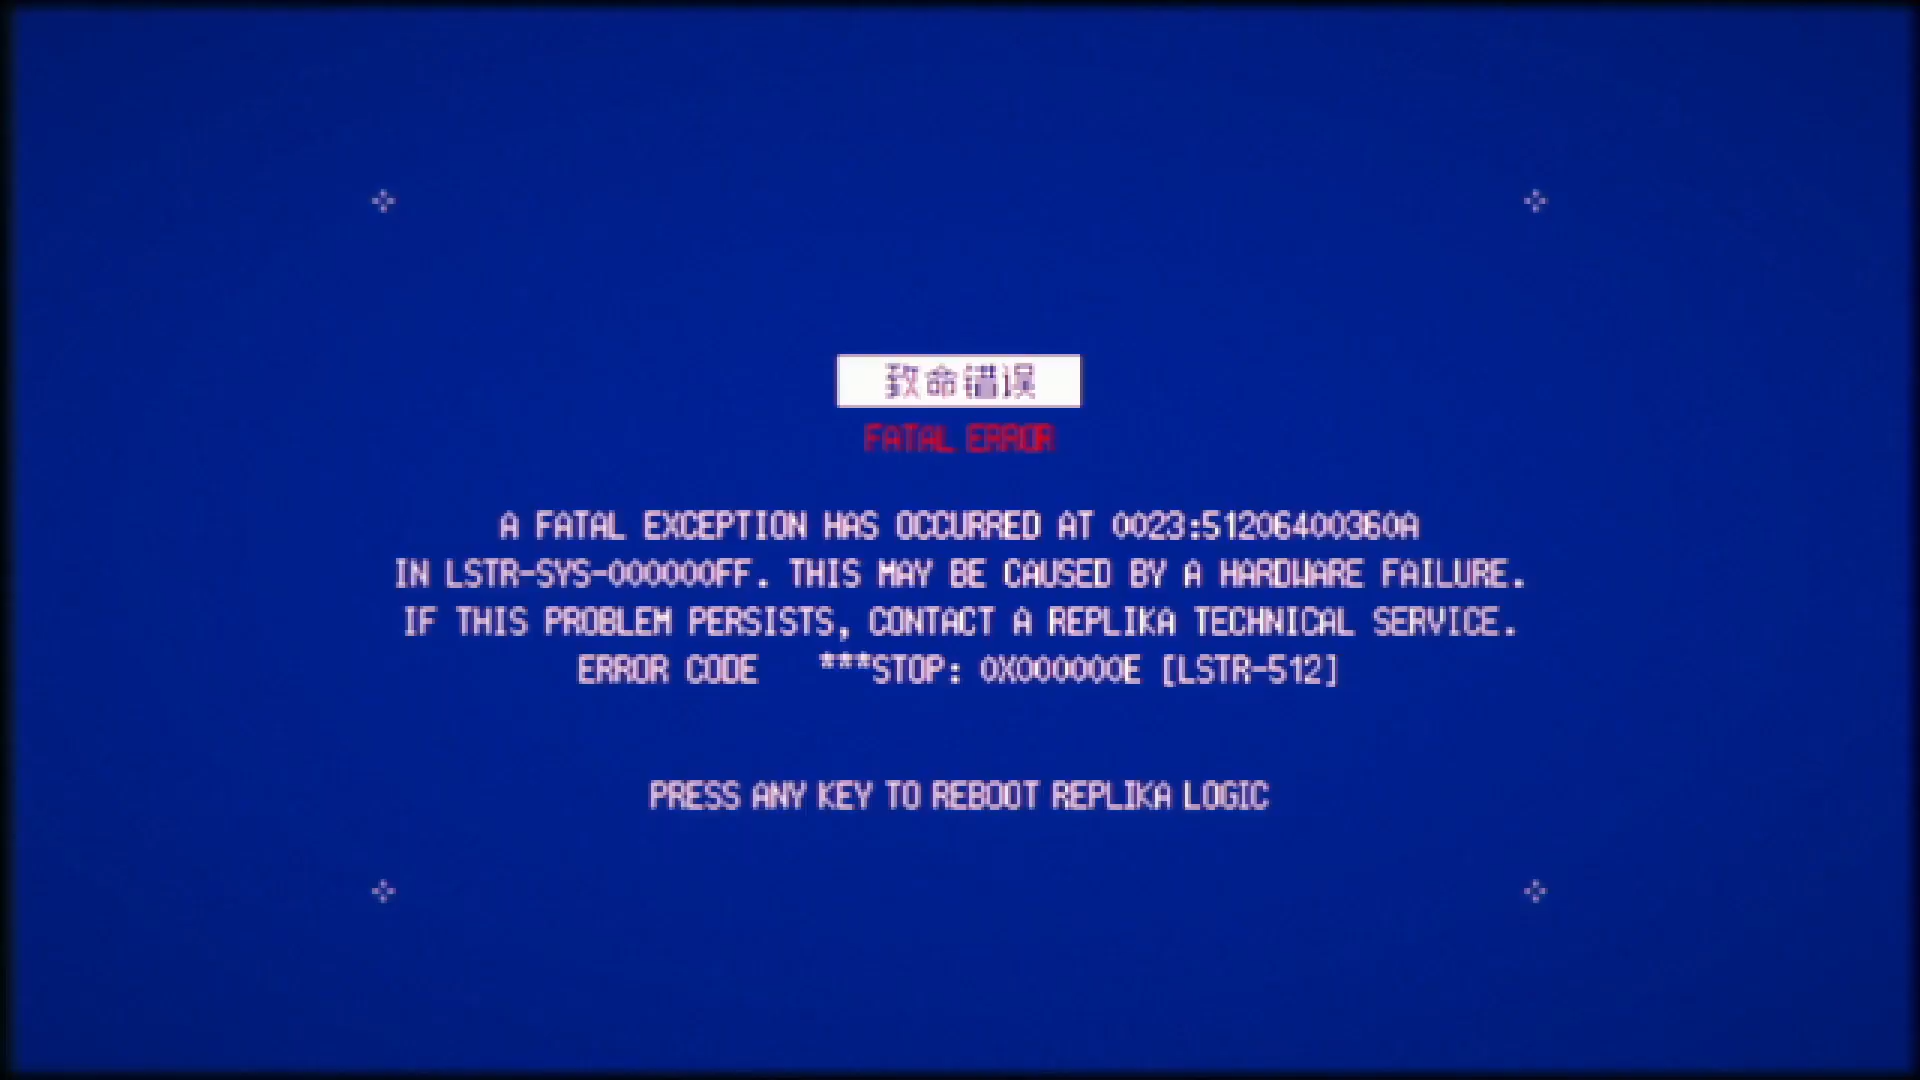 致命错误
FATAL ERROR
A FATAL EXCEPTION HAS OCCURRED AT 0023:51206400360A
IN LSTR-SYS-000000FF. THIS MAY BE CAUSED BY A HARDWARE FAILURE.
IF THIS PROBLEM PERSISTS, CONTACT A REPLIKA TECHNICAL SERVICE.
ERROR CODE ***STOP: 0X000000E [LSTR-512]
PRESS ANY KEY TO REBOOT REPLIKA LOGIC